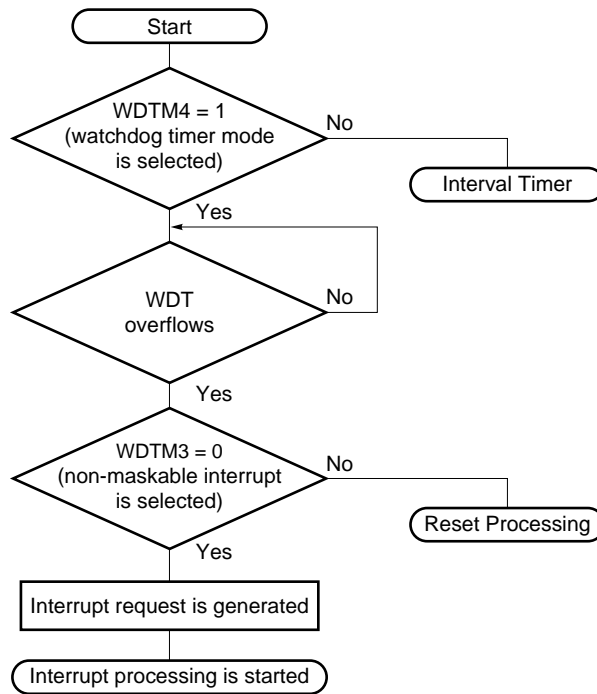 Start
WDTM4 = 1
(watchdog timer mode
is selected)
No
Interval Timer
Yes
WDT
overflows
No
Yes
WDTM3 = 0
(non-maskable interrupt
is selected)
No
Reset Processing
Yes
Interrupt request is generated
Interrupt processing is started